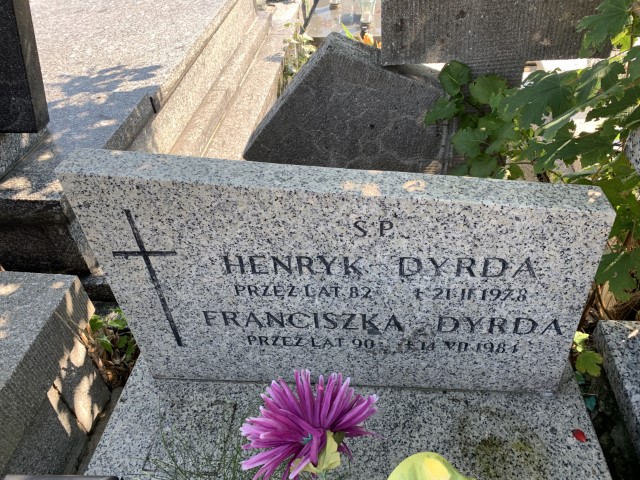 Ś.P.
HENRYK DYRDA
PRZEŻ. LAT 82 † 21.II.1978
FRANCISZKA DYRDA
PRZEŻ. LAT 90 † 14.VII.1984